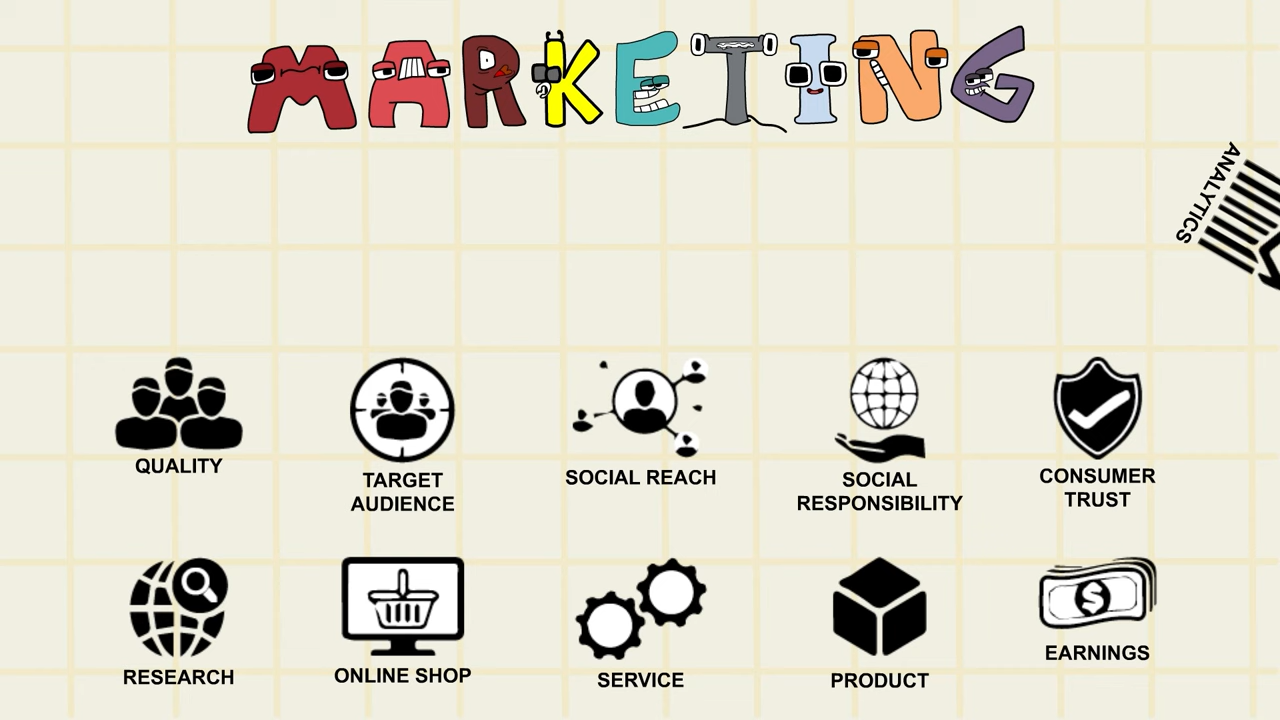 MARKETING
ANALYTICS
QUALITY
TARGET
AUDIENCE
SOCIAL REACH
SOCIAL
RESPONSIBILITY
CONSUMER
TRUST
RESEARCH
ONLINE SHOP
SERVICE
PRODUCT
$
EARNINGS